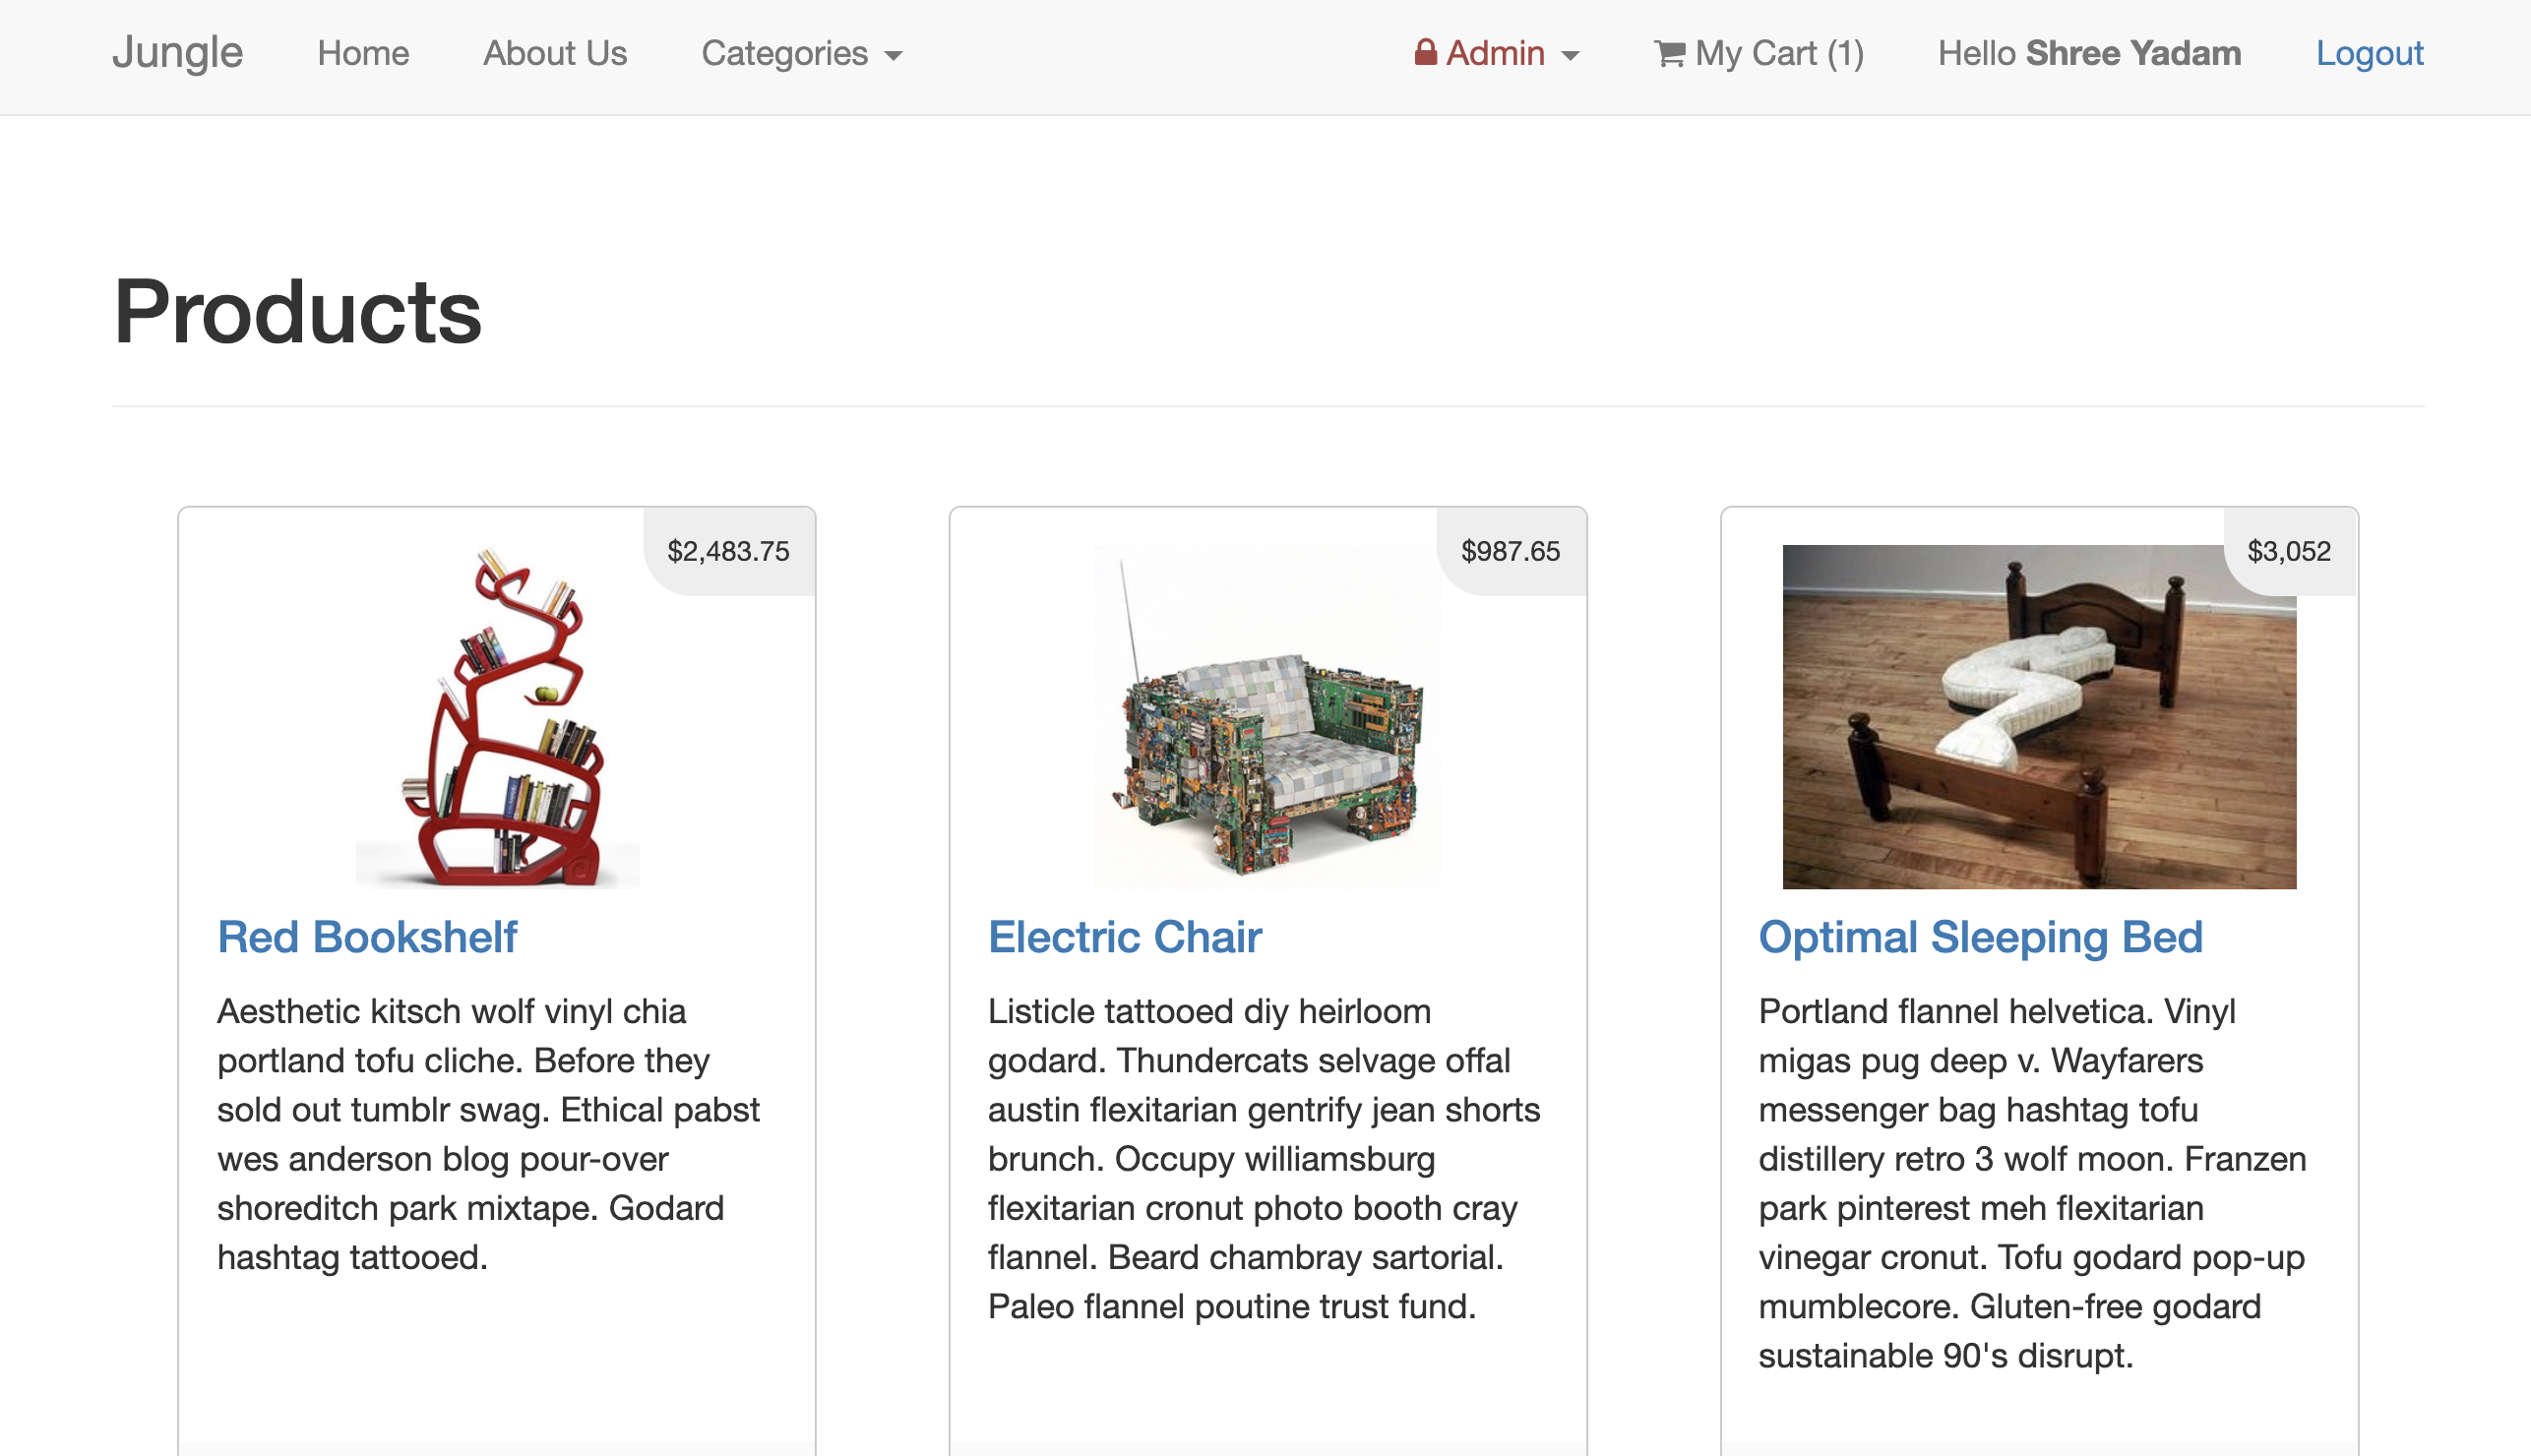 Jungle Home About Us Categories Admin My Cart (1) Hello Shree Yadam Logout
Products
$2,483.75
Red Bookshelf
Aesthetic kitsch wolf vinyl chia
portland tofu cliche. Before they
sold out tumblr swag. Ethical pabst
wes anderson blog pour-over
shoreditch park mixtape. Godard
hashtag tattooed.
$987.65
Electric Chair
Listicle tattooed diy heirloom
godard. Thundercats selvage offal
austin flexitarian gentrify jean shorts
brunch. Occupy williamsburg
flexitarian cronut photo booth cray
flannel. Beard chambray sartorial.
Paleo flannel poutine trust fund.
$3,052
Optimal Sleeping Bed
Portland flannel helvetica. Vinyl
migas pug deep v. Wayfarers
messenger bag hashtag tofu
distillery retro 3 wolf moon. Franzen
park pinterest meh flexitarian
vinegar cronut. Tofu godard pop-up
mumblecore. Gluten-free godard
sustainable 90's disrupt.